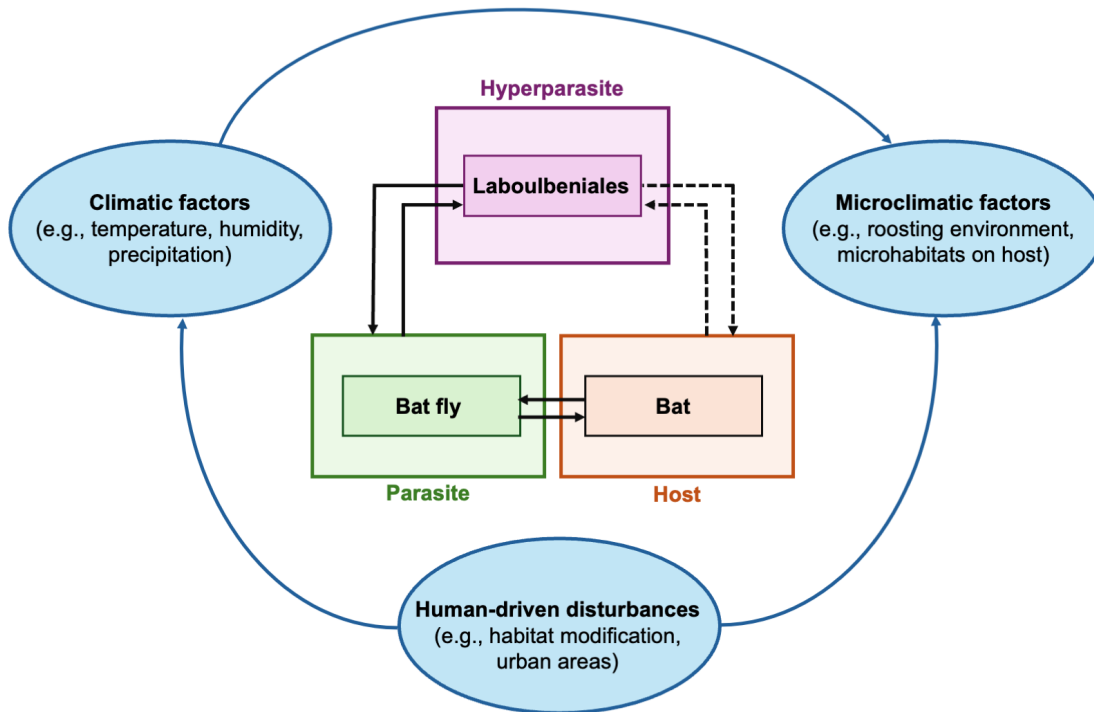 Hyperparasite
Laboulbeniales
Climatic factors
(e.g., temperature, humidity,
precipitation)
Microclimatic factors
(e.g., roosting environment,
microhabitats on host)
Bat fly
Bat
Parasite
Host
Human-driven disturbances
(e.g., habitat modification,
urban areas)